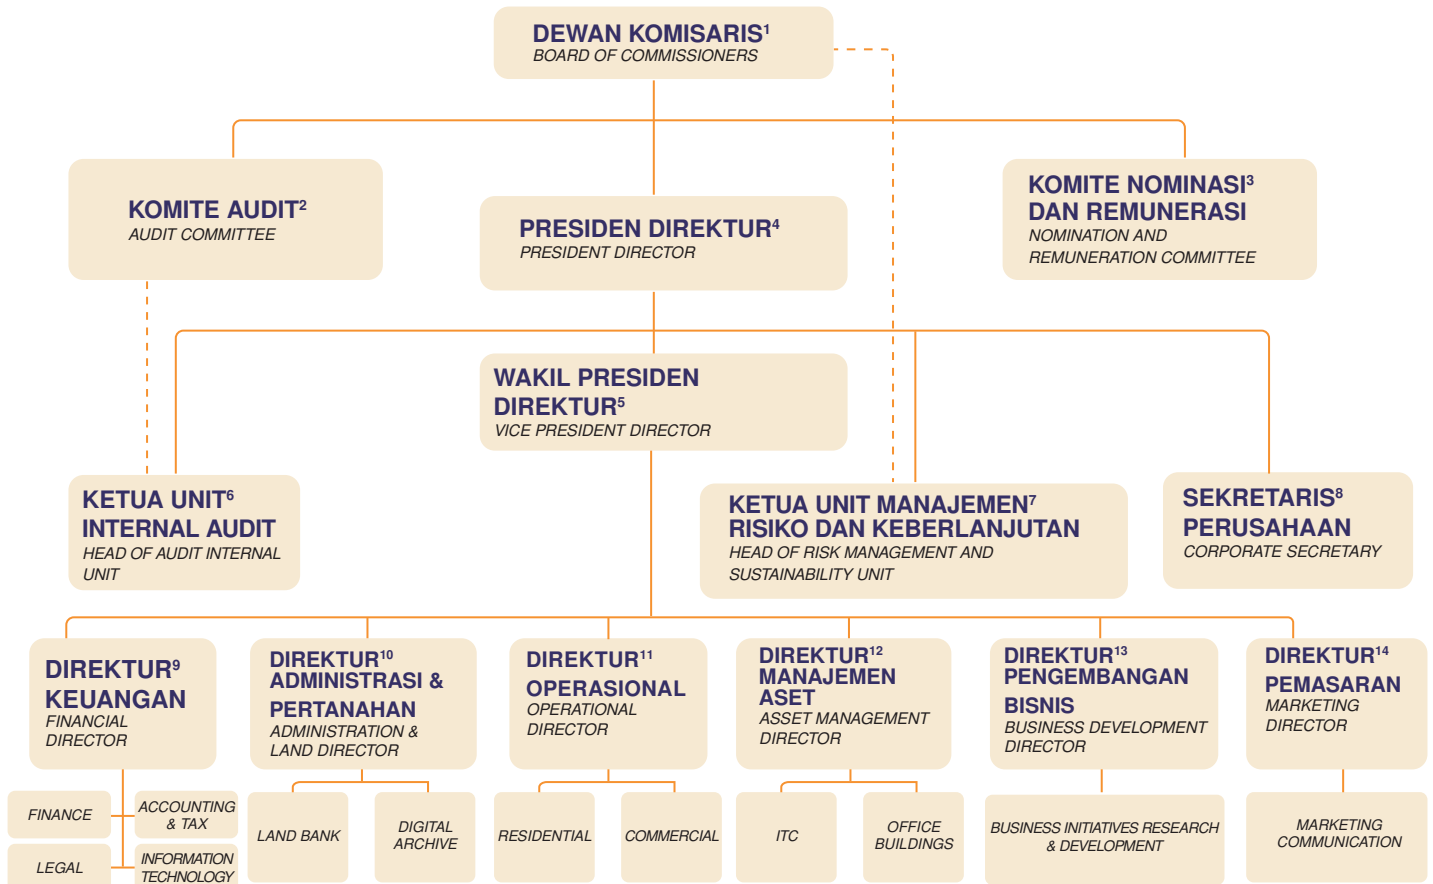 DEWAN KOMISARIS¹
BOARD OF COMMISSIONERS
KOMITE AUDIT²
AUDIT COMMITTEE
PRESIDEN DIREKTUR⁴
PRESIDENT DIRECTOR
KOMITE NOMINASI³
DAN REMUNERASI
NOMINATION AND
REMUNERATION COMMITTEE
WAKIL PRESIDEN
DIREKTUR⁵
VICE PRESIDENT DIRECTOR
KETUA UNIT⁶
INTERNAL AUDIT
HEAD OF AUDIT INTERNAL
UNIT
KETUA UNIT MANAJEMEN⁷
RISIKO DAN KEBERLANJUTAN
HEAD OF RISK MANAGEMENT AND
SUSTAINABILITY UNIT
SEKRETARIS⁸
PERUSAHAAN
CORPORATE SECRETARY
DIREKTUR⁹
KEUANGAN
FINANCIAL
DIRECTOR
DIREKTUR¹⁰
ADMINISTRASI &
PERTANAHAN
ADMINISTRATION &
LAND DIRECTOR
DIREKTUR¹¹
OPERASIONAL
OPERATIONAL
DIRECTOR
DIREKTUR¹²
MANAJEMEN
ASET
ASSET MANAGEMENT
DIRECTOR
DIREKTUR¹³
PENGEMBANGAN
BISNIS
BUSINESS DEVELOPMENT
DIRECTOR
DIREKTUR¹⁴
PEMASARAN
MARKETING
DIRECTOR
FINANCE
ACCOUNTING
& TAX
LEGAL
INFORMATION
TECHNOLOGY
LAND BANK
DIGITAL
ARCHIVE
RESIDENTIAL
COMMERCIAL
ITC
OFFICE
BUILDINGS
BUSINESS INITIATIVES RESEARCH
& DEVELOPMENT
MARKETING
COMMUNICATION